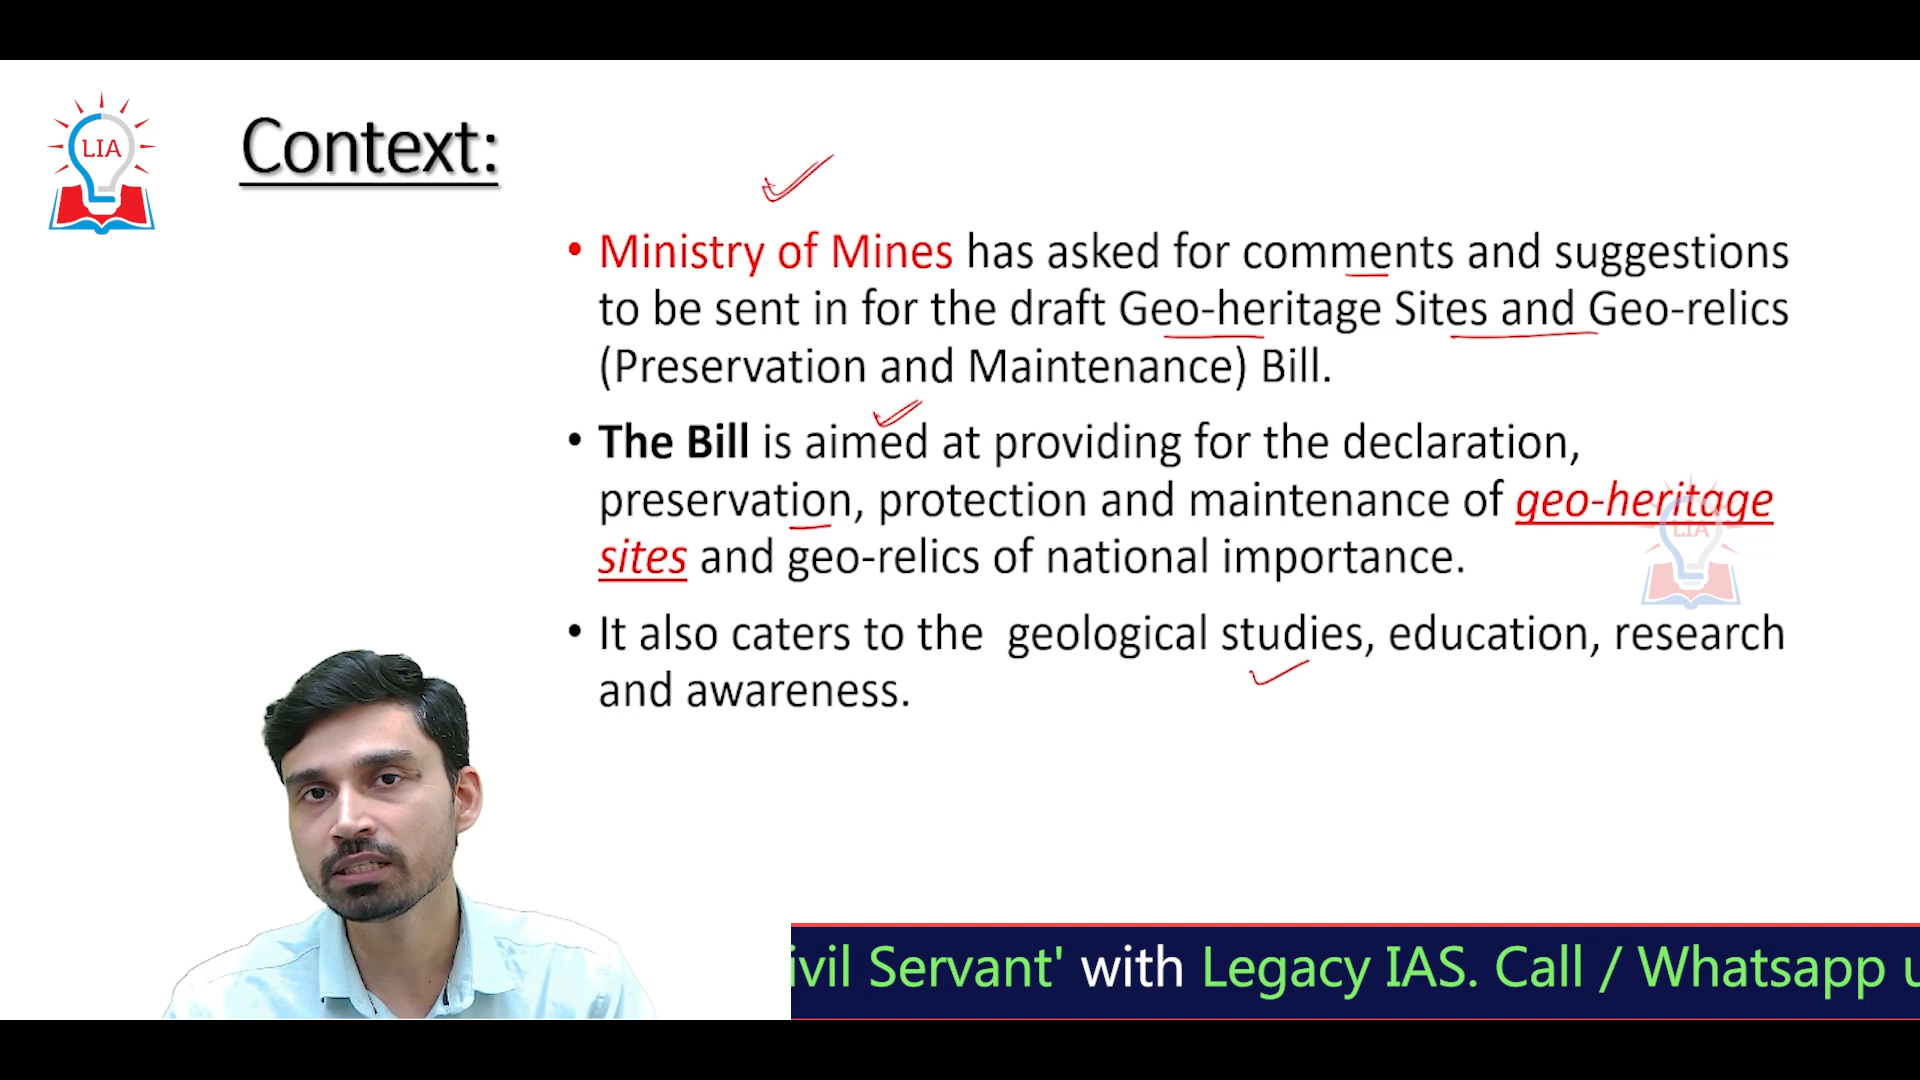 LIA
Context:
• Ministry of Mines has asked for comments and suggestions
to be sent in for the draft Geo-heritage Sites and Geo-relics
(Preservation and Maintenance) Bill.
• The Bill is aimed at providing for the declaration,
preservation, protection and maintenance of geo-heritage
sites and geo-relics of national importance.
LIA
• It also caters to the geological studies, education, research
and awareness.
ivil Servant' with Legacy IAS. Call / Whatsapp u